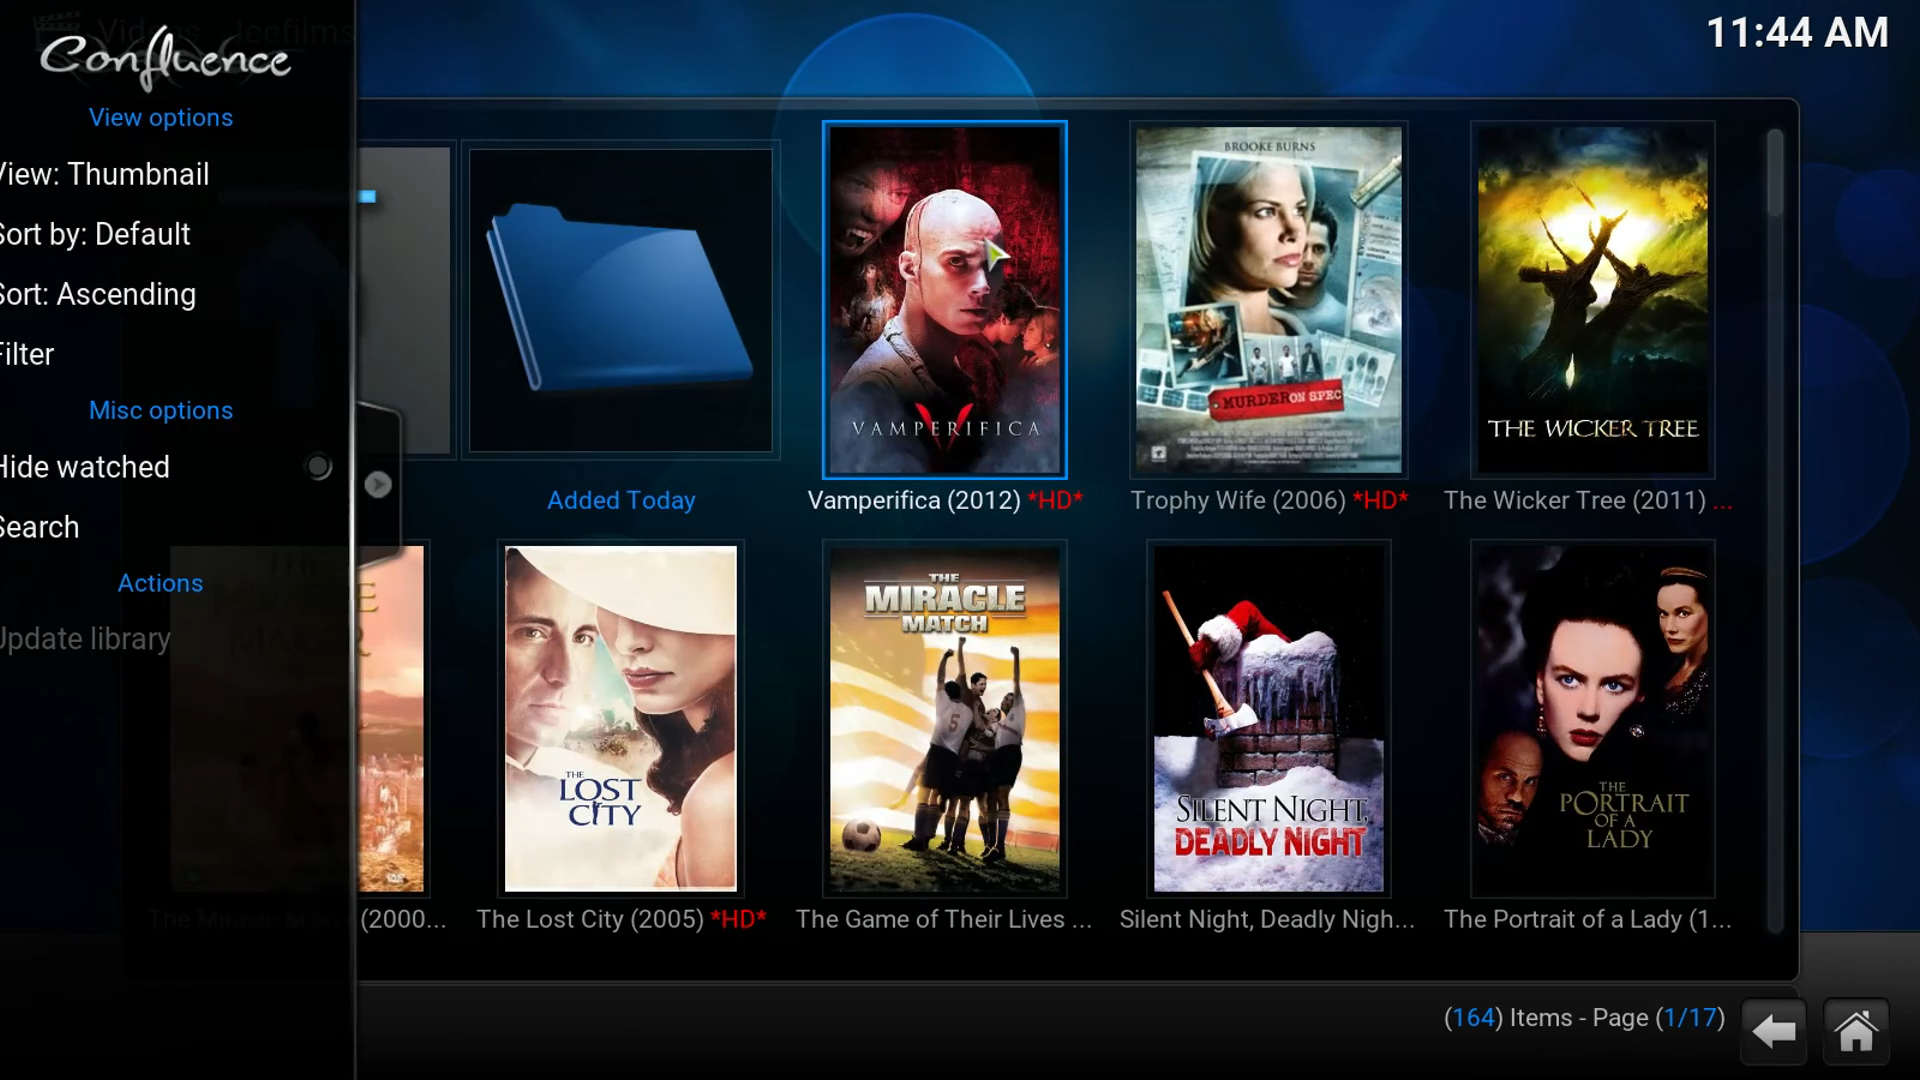 Videos - Icefilms
Confluence
11:44 AM
View options
View: Thumbnail
Sort by: Default
Sort: Ascending
Filter
Misc options
Hide watched
Search
Actions
Update library
BROOKE BURNS
VAMPERIFICA
MURDER ON SPEC
THE WICKER TREE
Added Today
Vamperifica (2012) *HD*
Trophy Wife (2006) *HD*
The Wicker Tree (2011) ...
THE
LOST
CITY
THE
MIRACLE
MATCH
5
SILENT NIGHT,
DEADLY NIGHT
THE
PORTRAIT
OF A
LADY
(2000...
The Lost City (2005) *HD*
The Game of Their Lives ...
Silent Night, Deadly Nigh...
The Portrait of a Lady (1...
(164) Items - Page (1/17)